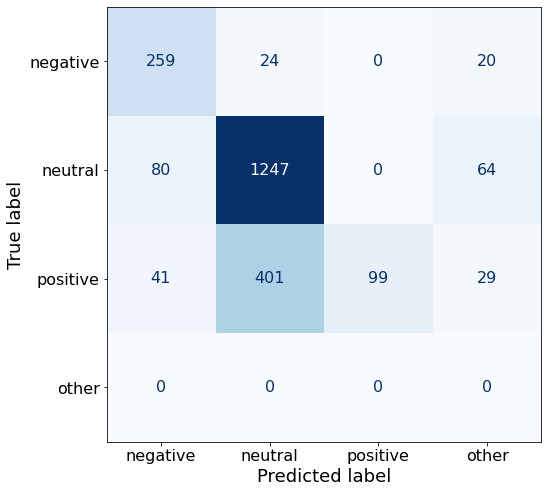 negative 259 24 0 20
neutral 80 1247 0 64
positive 41 401 99 29
other 0 0 0 0
negative neutral positive other
Predicted label
True label